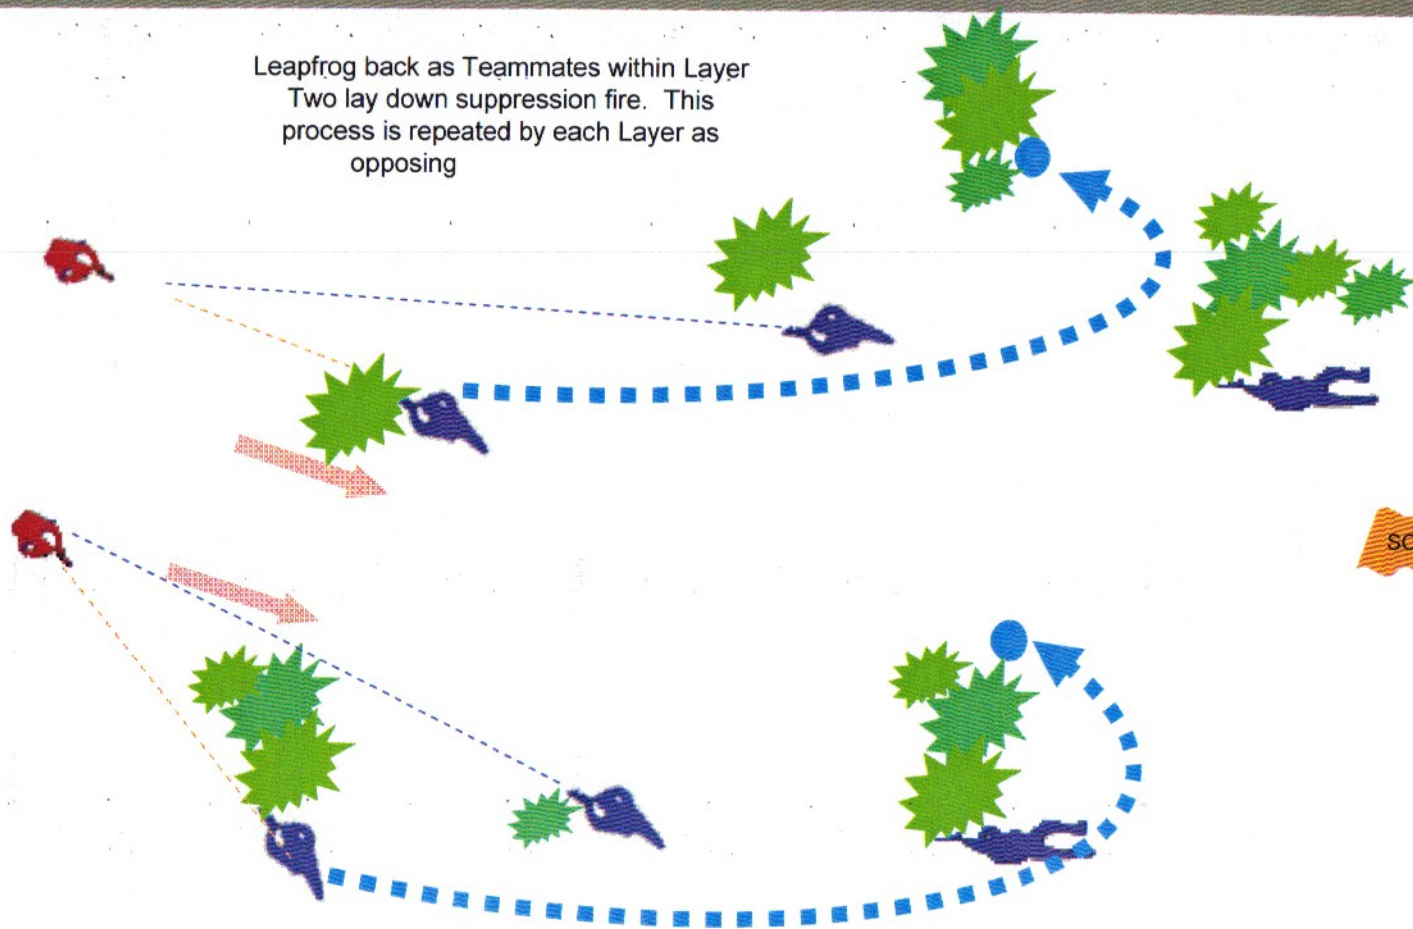 Leapfrog back as Teammates within Layer
Two lay down suppression fire. This
process is repeated by each Layer as
opposing